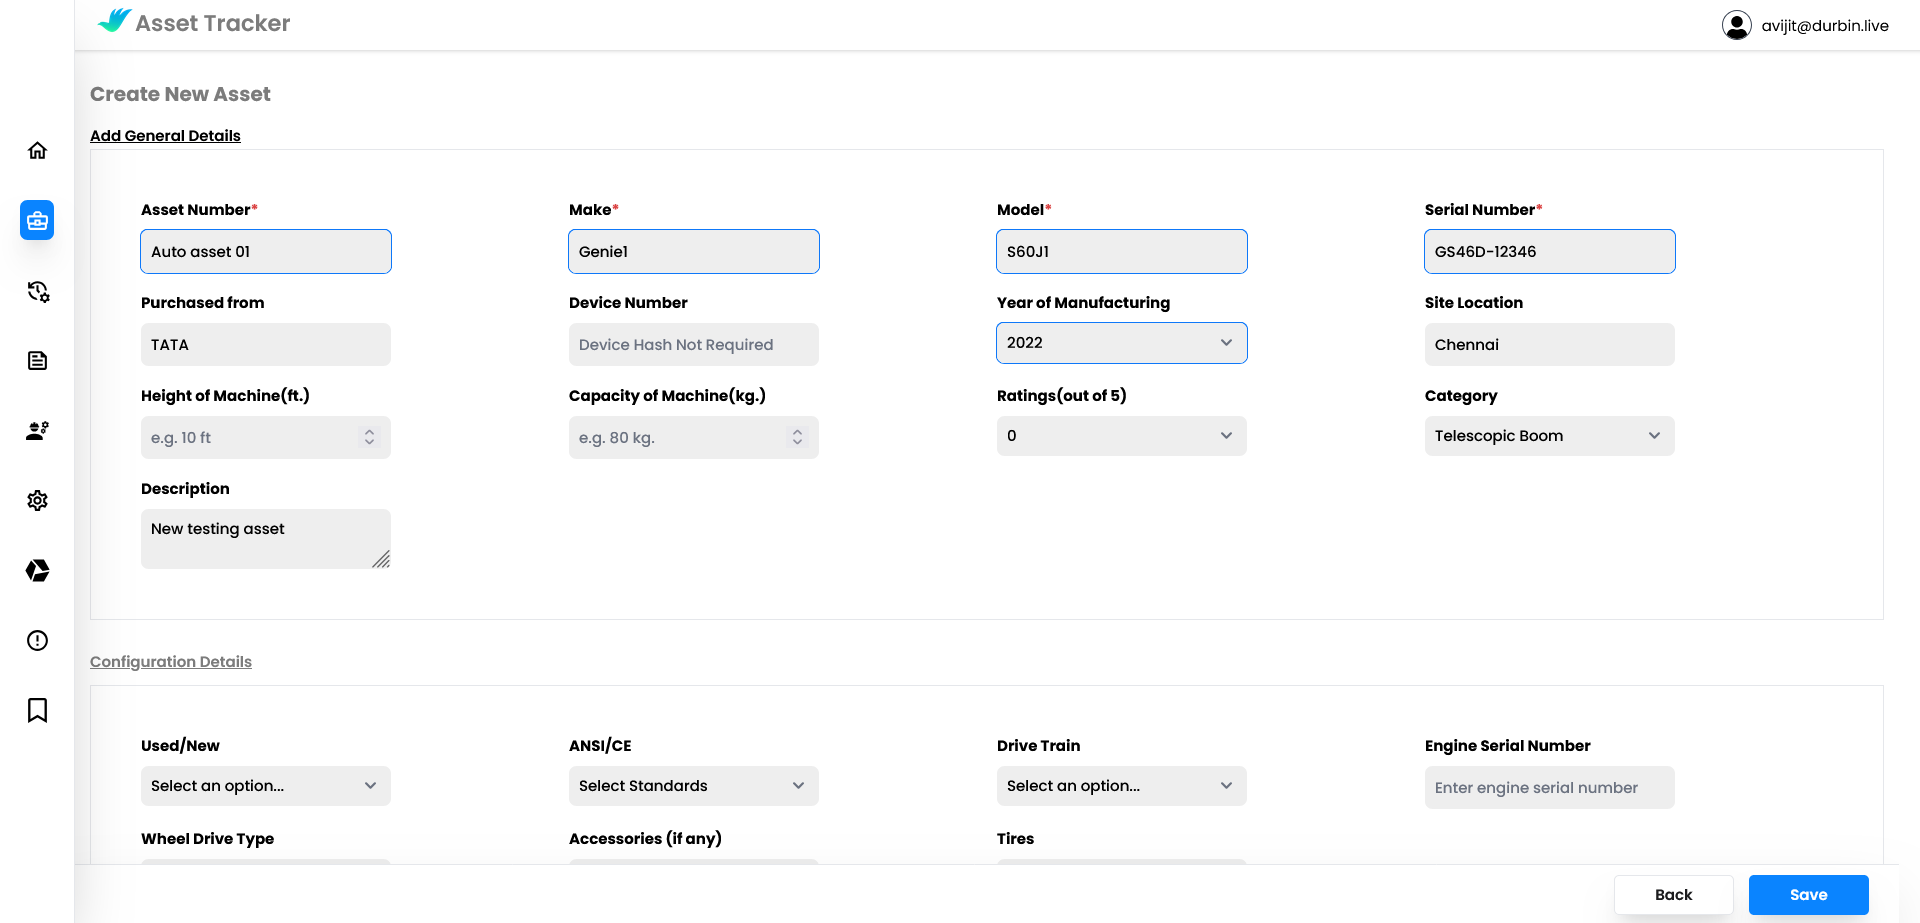 Asset Tracker
avijit@durbin.live
Create New Asset
Add General Details
Asset Number* Make* Model* Serial Number*
Auto asset 01 Genie1 S60J1 GS46D-12346
Purchased from Device Number Year of Manufacturing Site Location
TATA Device Hash Not Required 2022 Chennai
Height of Machine(ft.) Capacity of Machine(kg.) Ratings(out of 5) Category
e.g. 10 ft e.g. 80 kg. 0 Telescopic Boom
Description
New testing asset
Configuration Details
Used/New ANSI/CE Drive Train Engine Serial Number
Select an option... Select Standards Select an option... Enter engine serial number
Wheel Drive Type Accessories (if any) Tires
Back Save